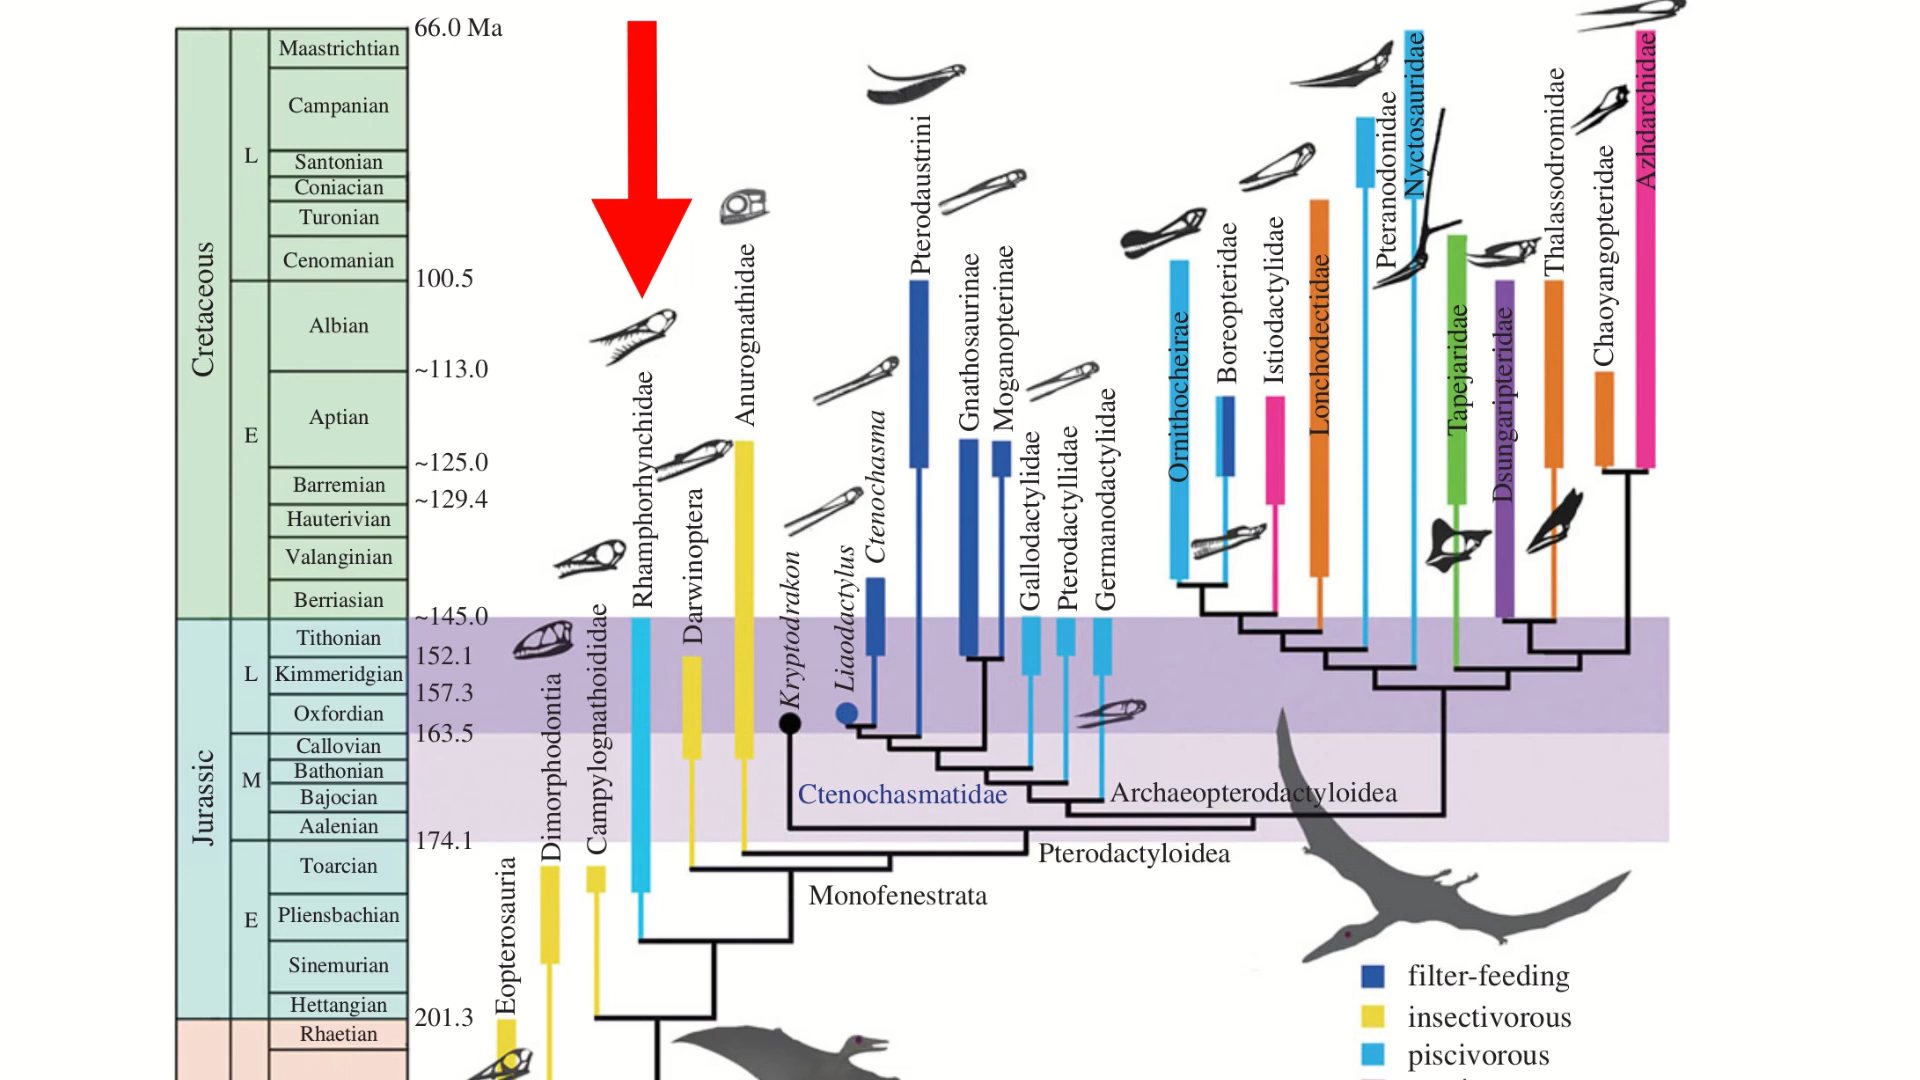 66.0 Ma
Cretaceous
L
Maastrichtian
Campanian
Santonian
Coniacian
Turonian
Cenomanian
100.5
E
Albian
~113.0
Aptian
~125.0
Barremian
~129.4
Hauterivian
Valanginian
Berriasian
~145.0
Jurassic
L
Tithonian
152.1
Kimmeridgian
157.3
Oxfordian
163.5
M
Callovian
Bathonian
Bajocian
Aalenian
174.1
E
Toarcian
Pliensbachian
Sinemurian
Hettangian
201.3
Rhaetian
Eopterosauria
Dimorphodontia
Campylognathoididae
Rhamphorhynchidae
Darwinoptera
Anurognathidae
Kryptodrakon
Liaodactylus
Ctenochasma
Pterodaustrini
Gnathosaurinae
Moganopterinae
Gallodactylidae
Pterodactyllidae
Germanodactylidae
Ornithocheirae
Boreopteridae
Istiodactylidae
Lonchodectidae
Pteranodonidae
Nyctosauridae
Tapejaridae
Dsungaripteridae
Thalassodromidae
Chaoyangopteridae
Azhdarchidae
Ctenochasmatidae
Archaeopterodactyloidea
Pterodactyloidea
Monofenestrata
filter-feeding
insectivorous
piscivorous